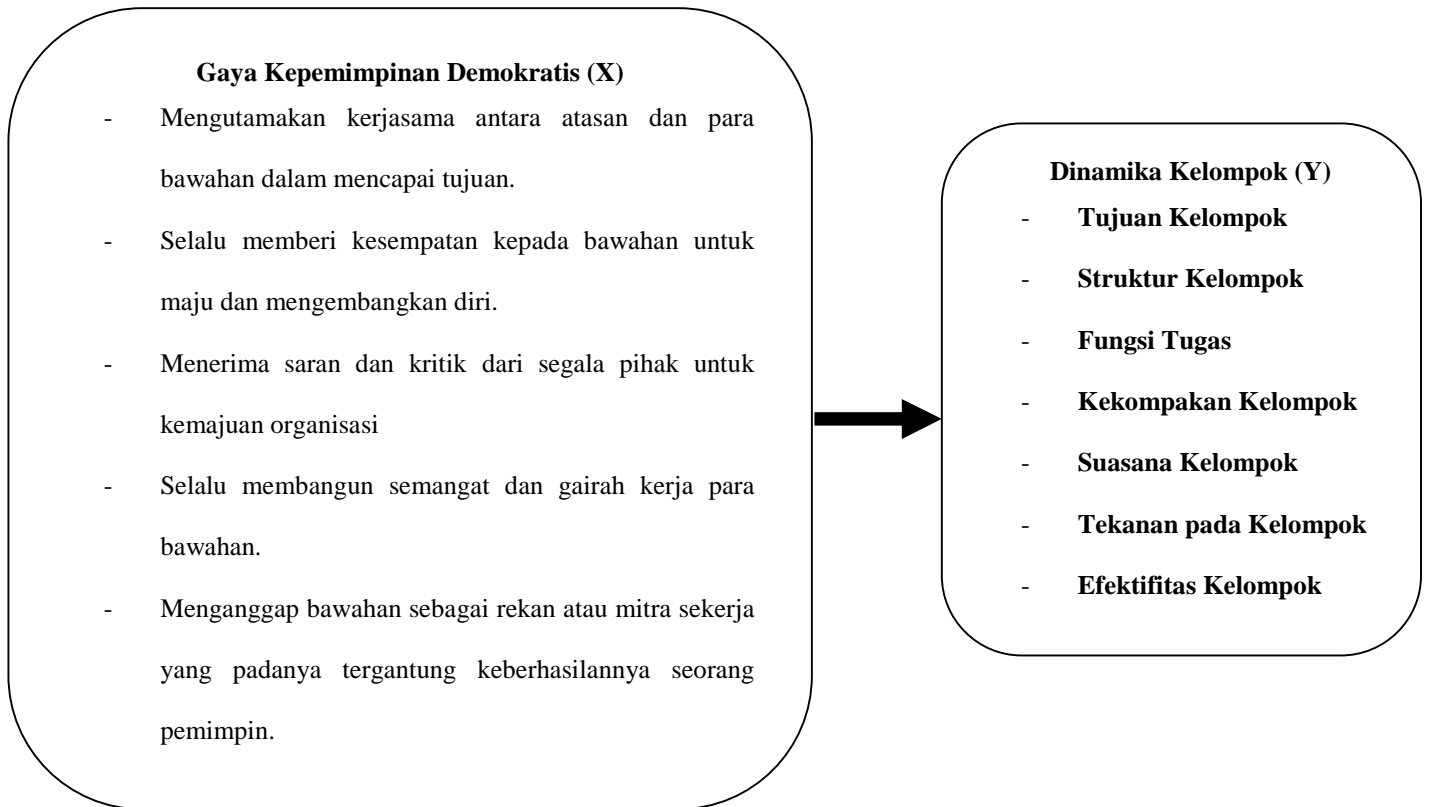 Gaya Kepemimpinan Demokratis (X)
- Mengutamakan kerjasama antara atasan dan para
bawahan dalam mencapai tujuan.
- Selalu memberi kesempatan kepada bawahan untuk
maju dan mengembangkan diri.
- Menerima saran dan kritik dari segala pihak untuk
kemajuan organisasi
- Selalu membangun semangat dan gairah kerja para
bawahan.
- Menganggap bawahan sebagai rekan atau mitra sekerja
yang padanya tergantung keberhasilannya seorang
pemimpin.
Dinamika Kelompok (Y)
- Tujuan Kelompok
- Struktur Kelompok
- Fungsi Tugas
- Kekompakan Kelompok
- Suasana Kelompok
- Tekanan pada Kelompok
- Efektifitas Kelompok